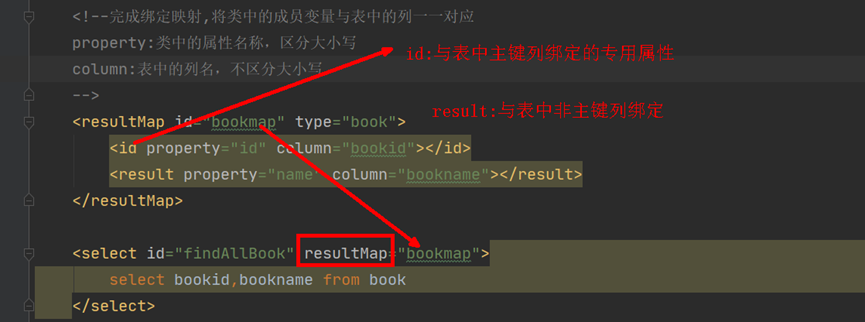 <!--完成绑定映射,将类中的成员变量与表中的列一一对应
property:类中的属性名称，区分大小写
column:表中的列名，不区分大小写
-->
id:与表中主键列绑定的专用属性
result:与表中非主键列绑定
<resultMap id="bookmap" type="book">
<id property="id" column="bookid"></id>
<result property="name" column="bookname"></result>
</resultMap>
<select id="findAllBook" resultMap="bookmap">
select bookid,bookname from book
</select>